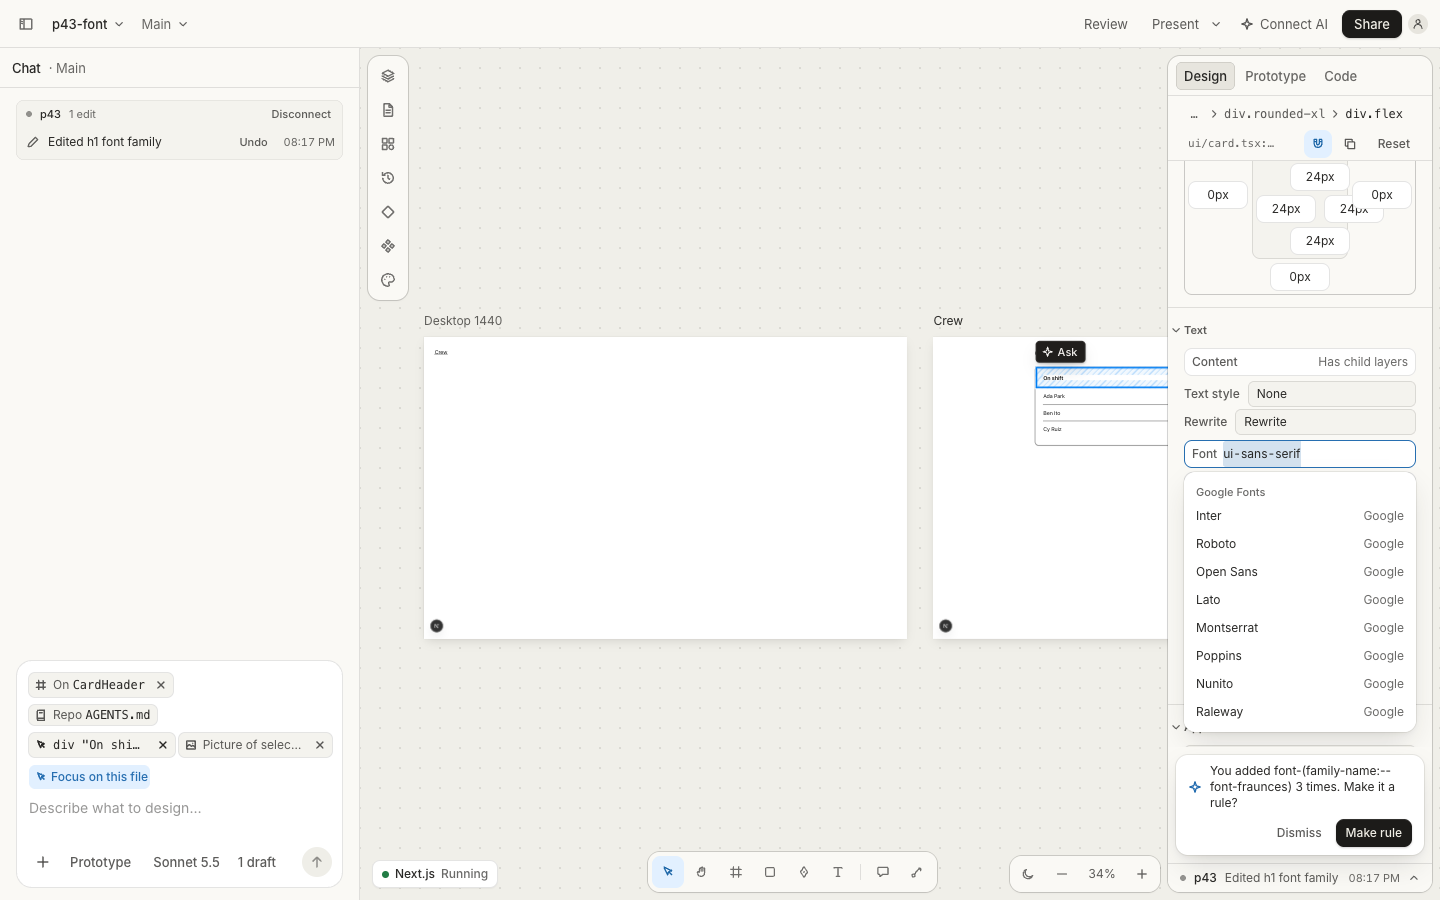 p43-font
Main
Review
Present
Connect AI
Share
Chat · Main
p43 1 edit
Disconnect
Edited h1 font family
Undo
08:17 PM
On CardHeader
Repo AGENTS.md
div "On shi…
Picture of selec…
Focus on this file
Describe what to design…
Prototype
Sonnet 5.5
1 draft
Desktop 1440
Crew
Crew
Ask
On shift
Ada Park
Ben Ito
Cy Ruiz
Next.js Running
34%
Design
Prototype
Code
… > div.rounded-xl > div.flex
ui/card.tsx:…
Reset
24px
0px
0px
24px
24px
24px
0px
Text
Content
Has child layers
Text style
None
Rewrite
Rewrite
Font ui-sans-serif
Google Fonts
Inter Google
Roboto Google
Open Sans Google
Lato Google
Montserrat Google
Poppins Google
Nunito Google
Raleway Google
You added font-(family-name:--
font-fraunces) 3 times. Make it a
rule?
Dismiss
Make rule
p43 Edited h1 font family 08:17 PM